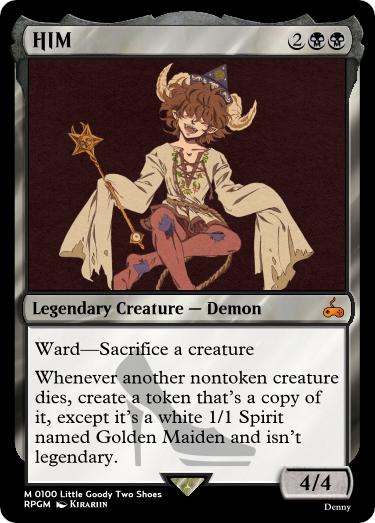 HIM 2
Legendary Creature — Demon
Ward—Sacrifice a creature
Whenever another nontoken creature
dies, create a token that's a copy of
it, except it's a white 1/1 Spirit
named Golden Maiden and isn't
legendary.
4/4
M 0100 Little Goody Two Shoes
RPGM Kirariin
Denny